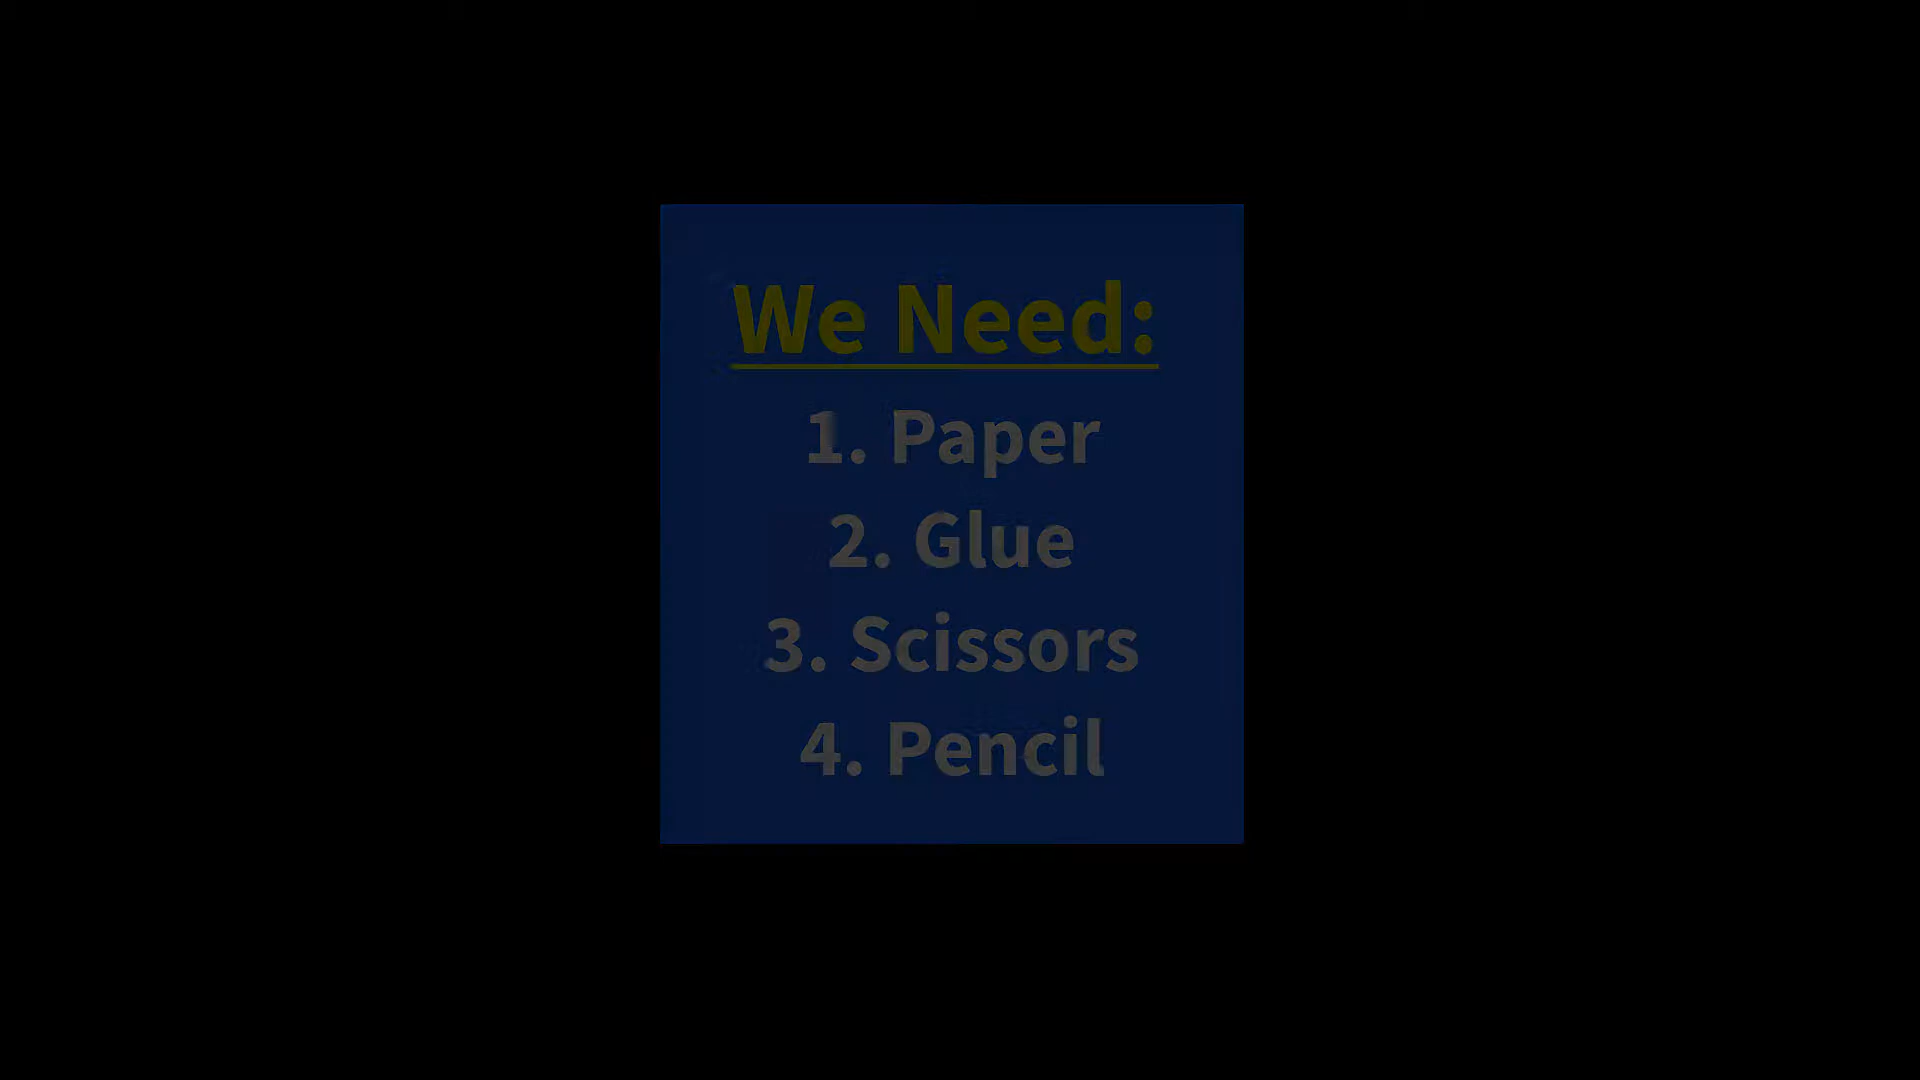 We Need:
1. Paper
2. Glue
3. Scissors
4. Pencil